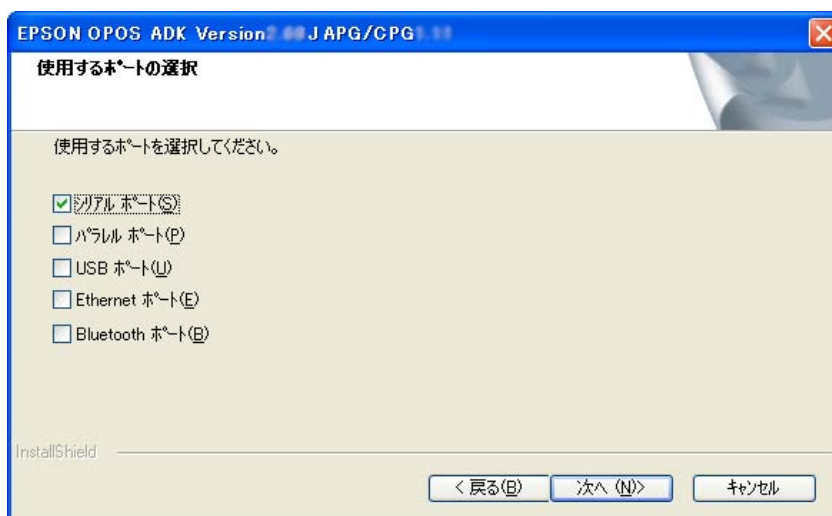 EPSON OPOS ADK Version J APG/CPG
使用するポートの選択
使用するポートを選択してください。
シリアル ポート(S)
パラレル ポート(P)
USB ポート(U)
Ethernet ポート(E)
Bluetooth ポート(B)
InstallShield
< 戻る(B)
次へ (N)>
キャンセル